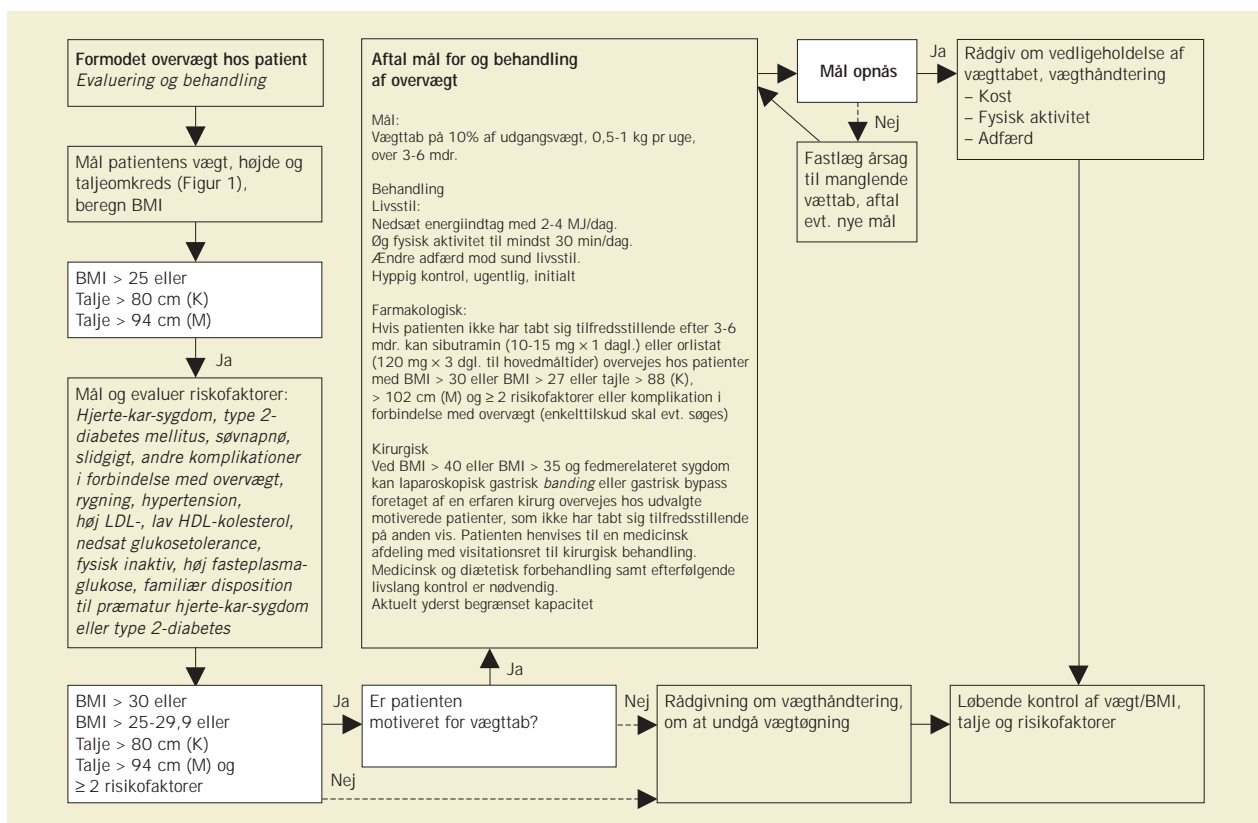 Formodet overvægt hos patient
Evaluering og behandling
Mål patientens vægt, højde og
taljeomkreds (Figur 1),
beregn BMI
BMI > 25 eller
Talje > 80 cm (K)
Talje > 94 cm (M)
Ja
Mål og evaluer riskofaktorer:
Hjerte-kar-sygdom, type 2-
diabetes mellitus, søvnapnø,
slidgigt, andre komplikationer
i forbindelse med overvægt,
rygning, hypertension,
høj LDL-, lav HDL-kolesterol,
nedsat glukosetolerance,
fysisk inaktiv, høj fasteplasma-
glukose, familiær disposition
til præmatur hjerte-kar-sygdom
eller type 2-diabetes
BMI > 30 eller
BMI > 25-29,9 eller
Talje > 80 cm (K)
Talje > 94 cm (M) og
≥ 2 risikofaktorer
Ja
Nej
Er patienten
motiveret for vægttab?
Ja
Nej
Aftal mål for og behandling
af overvægt
Mål:
Vægttab på 10% af udgangsvægt, 0,5-1 kg pr uge,
over 3-6 mdr.
Behandling
Livsstil:
Nedsæt energiindtag med 2-4 MJ/dag.
Øg fysisk aktivitet til mindst 30 min/dag.
Ændre adfærd mod sund livsstil.
Hyppig kontrol, ugentlig, initialt
Farmakologisk:
Hvis patienten ikke har tabt sig tilfredsstillende efter 3-6
mdr. kan sibutramin (10-15 mg × 1 dagl.) eller orlistat
(120 mg × 3 dgl. til hovedmåltider) overvejes hos patienter
med BMI > 30 eller BMI > 27 eller tajle > 88 (K),
> 102 cm (M) og ≥ 2 risikofaktorer eller komplikation i
forbindelse med overvægt (enkelttilskud skal evt. søges)
Kirurgisk
Ved BMI > 40 eller BMI > 35 og fedmerelateret sygdom
kan laparoskopisk gastrisk banding eller gastrisk bypass
foretaget af en erfaren kirurg overvejes hos udvalgte
motiverede patienter, som ikke har tabt sig tilfredsstillende
på anden vis. Patienten henvises til en medicinsk
afdeling med visitationsret til kirurgisk behandling.
Medicinsk og diætetisk forbehandling samt efterfølgende
livslang kontrol er nødvendig.
Aktuelt yderst begrænset kapacitet
Mål opnås
Ja
Nej
Fastlæg årsag
til manglende
vættab, aftal
evt. nye mål
Rådgiv om vedligeholdelse af
vægttabet, vægthåndtering
– Kost
– Fysisk aktivitet
– Adfærd
Rådgivning om vægthåndtering,
om at undgå vægtøgning
Løbende kontrol af vægt/BMI,
talje og risikofaktorer